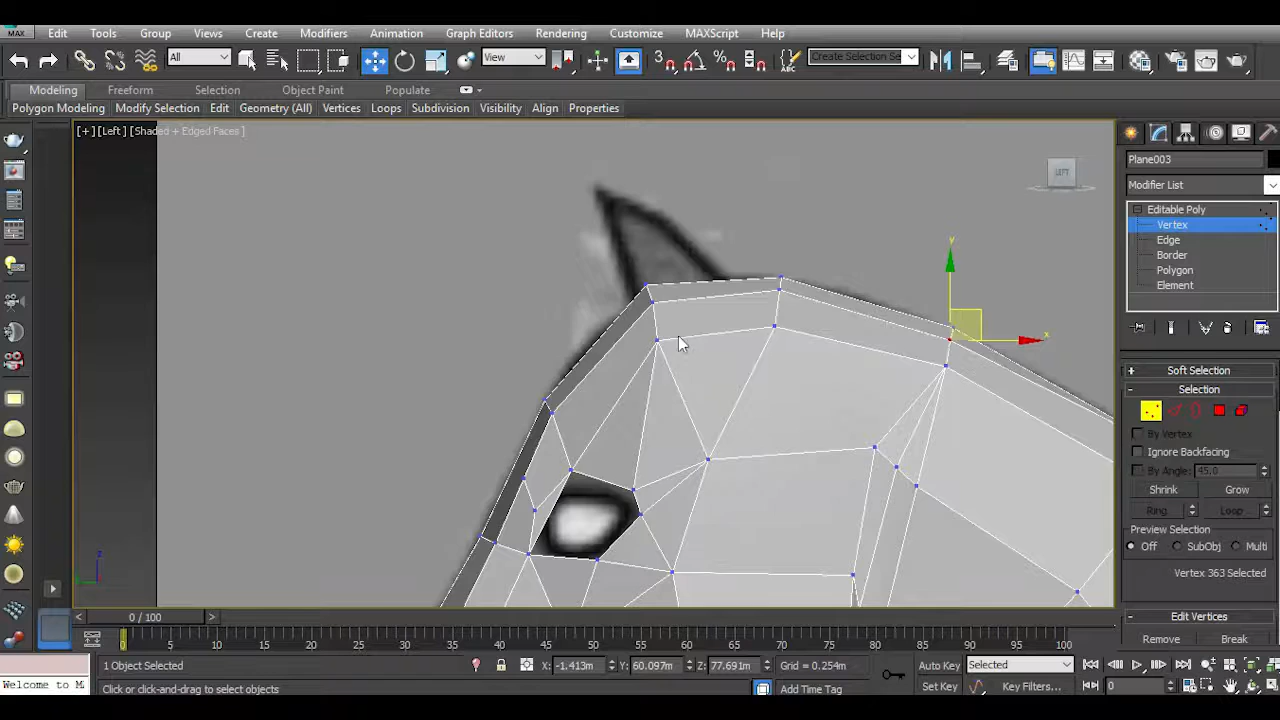 MAX Edit Tools Group Views Create Modifiers Animation Graph Editors Rendering Customize MAXScript Help
All View 3 % ABC Create Selection Se
Modeling Freeform Selection Object Paint Populate
Polygon Modeling Modify Selection Edit Geometry (All) Vertices Loops Subdivision Visibility Align Properties
[+][Left][Shaded + Edged Faces]
LEFT
Plane003
Modifier List
Editable Poly
Vertex
Edge
Border
Polygon
Element
y
x
z
Soft Selection
Selection
By Vertex
Ignore Backfacing
By Angle: 45.0
Shrink Grow
Ring Loop
Preview Selection
Off SubObj Multi
Vertex 363 Selected
Edit Vertices
Remove Break
< 0 / 100 >
0 5 10 15 20 25 30 35 40 45 50 55 60 65 70 75 80 85 90 95 100
1 Object Selected X: -1.413m Y: 60.097m Z: 77.691m Grid = 0.254m Auto Key Selected
Welcome to M Click or click-and-drag to select objects Add Time Tag Set Key Key Filters... 0